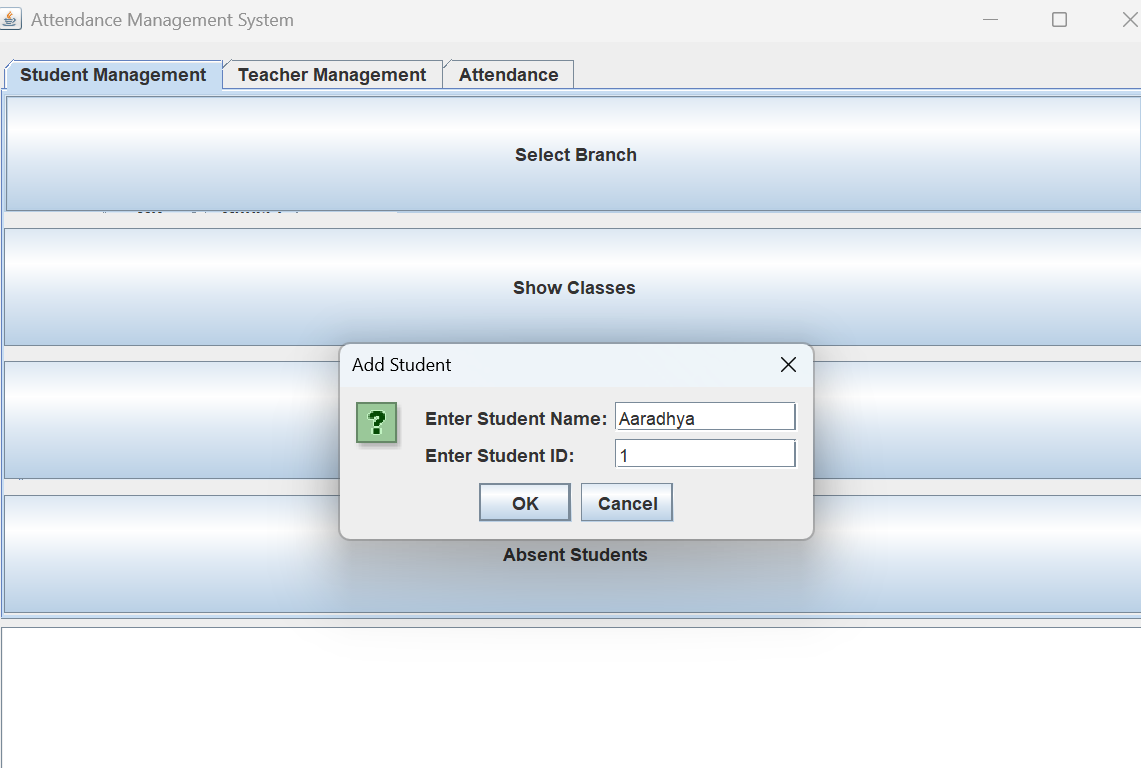 Attendance Management System
Student Management Teacher Management Attendance
Select Branch
Show Classes
Add Student
Enter Student Name: Aaradhya
Enter Student ID: 1
OK Cancel
Absent Students